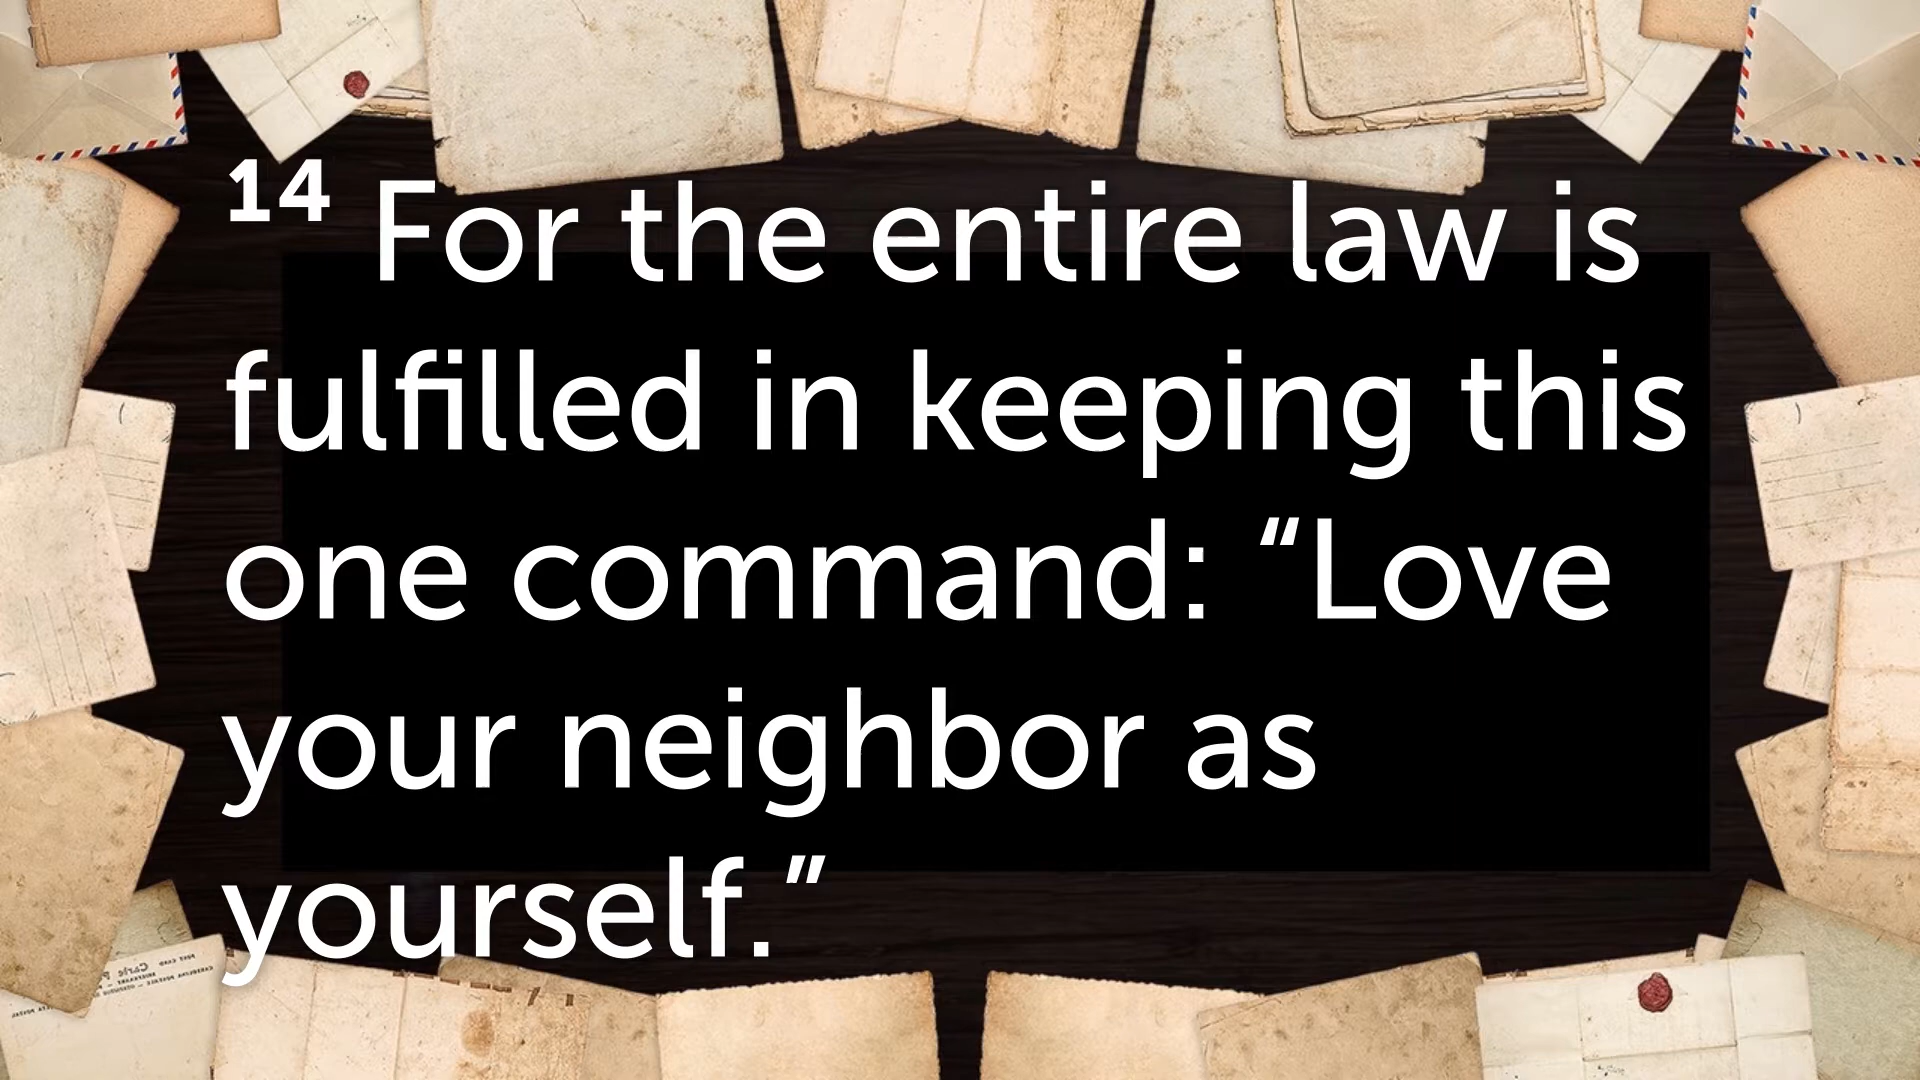 14 For the entire law is
fulfilled in keeping this
one command: “Love
your neighbor as
yourself.”